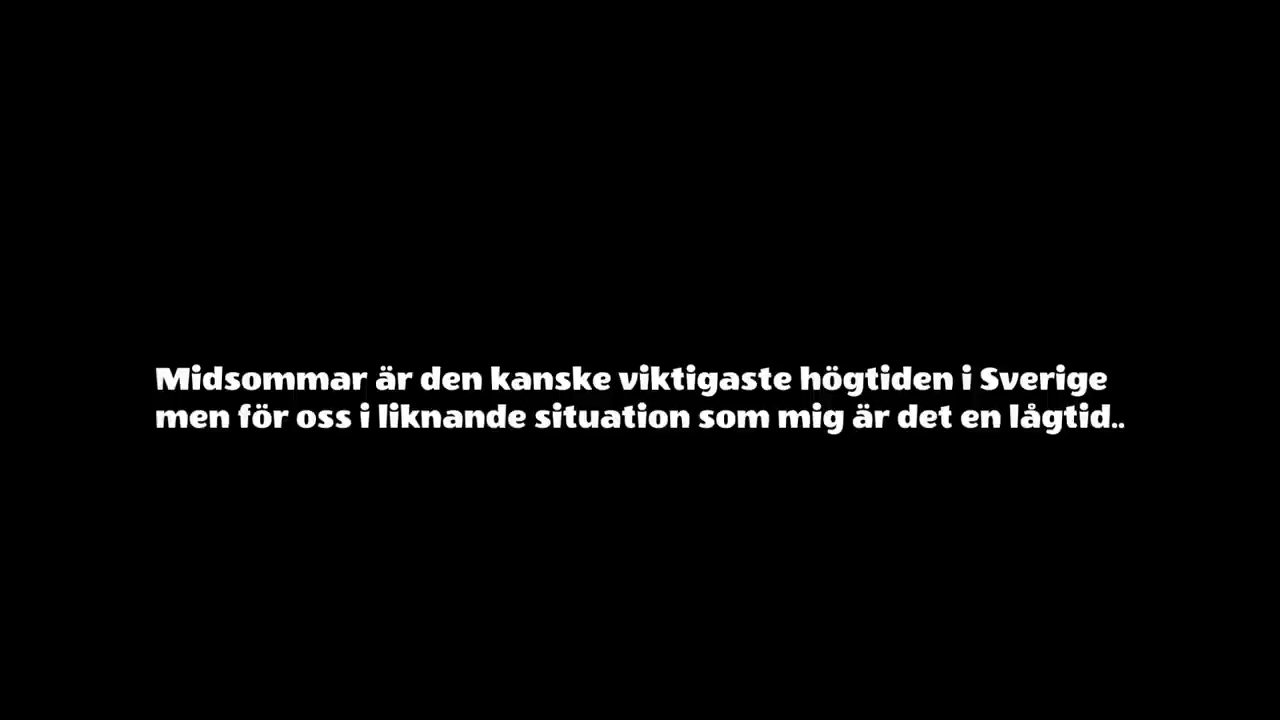 Midsommar är den kanske viktigaste högtiden i Sverige
men för oss i liknande situation som mig är det en lågtid..